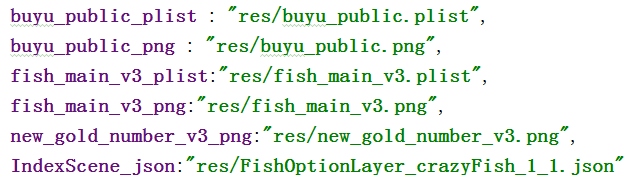 buyu_public_plist : "res/buyu_public.plist",
buyu_public_png : "res/buyu_public.png",
fish_main_v3_plist:"res/fish_main_v3.plist",
fish_main_v3_png:"res/fish_main_v3.png",
new_gold_number_v3_png:"res/new_gold_number_v3.png",
IndexScene_json:"res/FishOptionLayer_crazyFish_1_1.json"